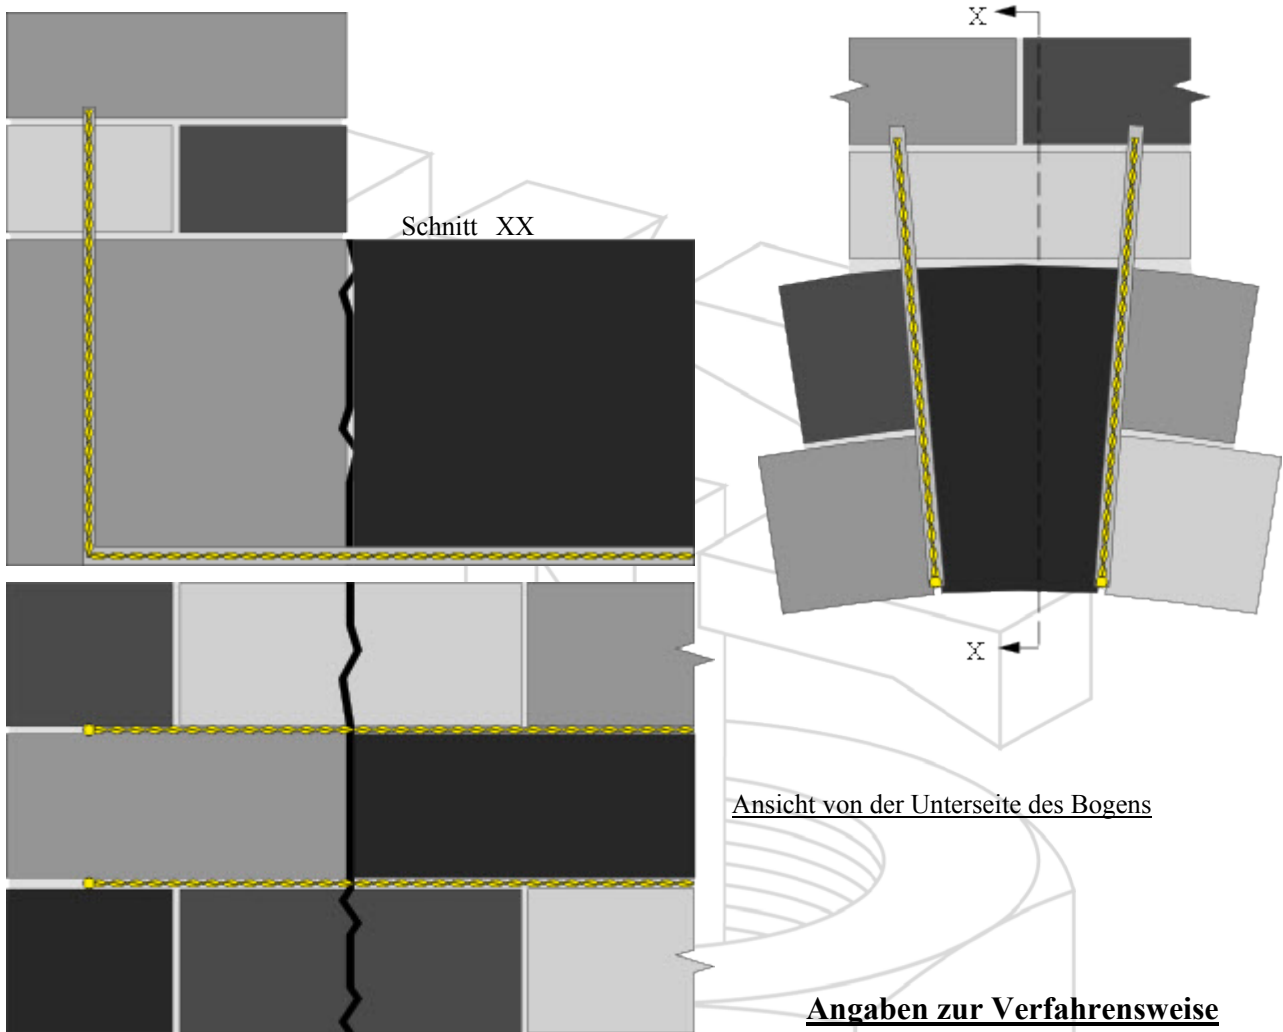 X
Schnitt XX
X
Ansicht von der Unterseite des Bogens
Angaben zur Verfahrensweise